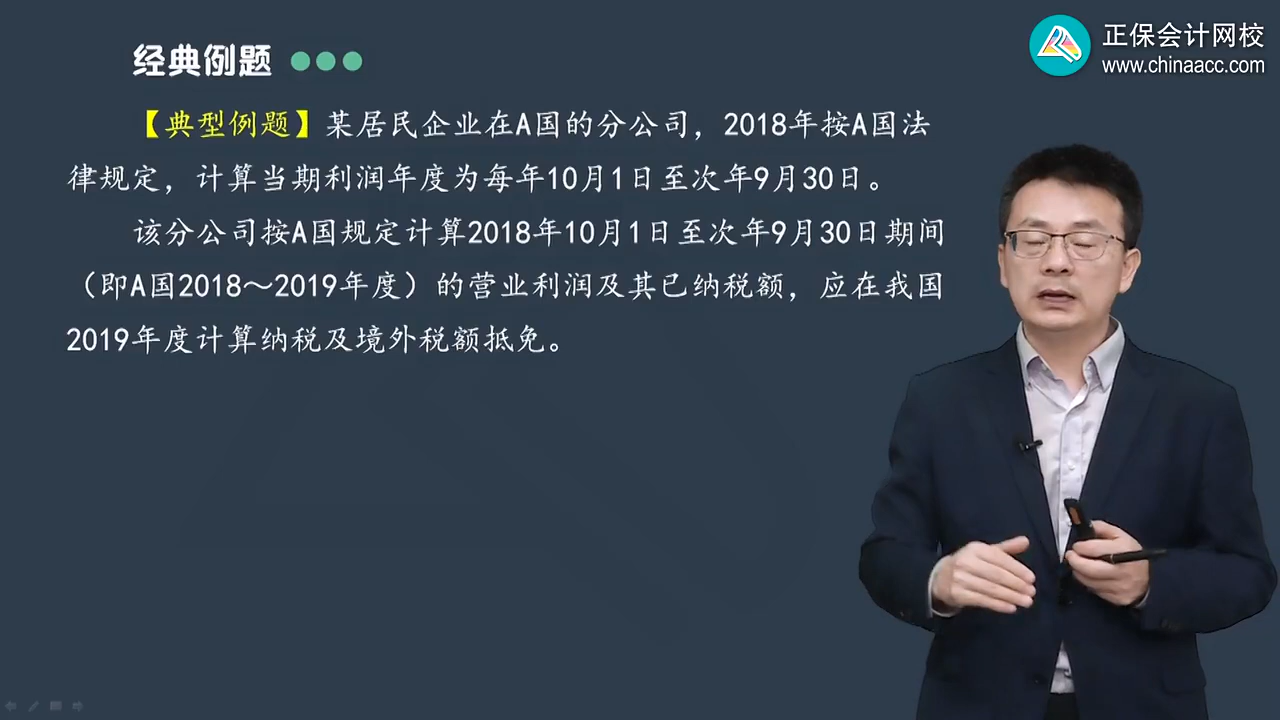 经典例题
正保会计网校
www.chinaacc.com
【典型例题】某居民企业在A国的分公司，2018年按A国法
律规定，计算当期利润年度为每年10月1日至次年9月30日。
该分公司按A国规定计算2018年10月1日至次年9月30日期间
（即A国2018～2019年度）的营业利润及其已纳税额，应在我国
2019年度计算纳税及境外税额抵免。